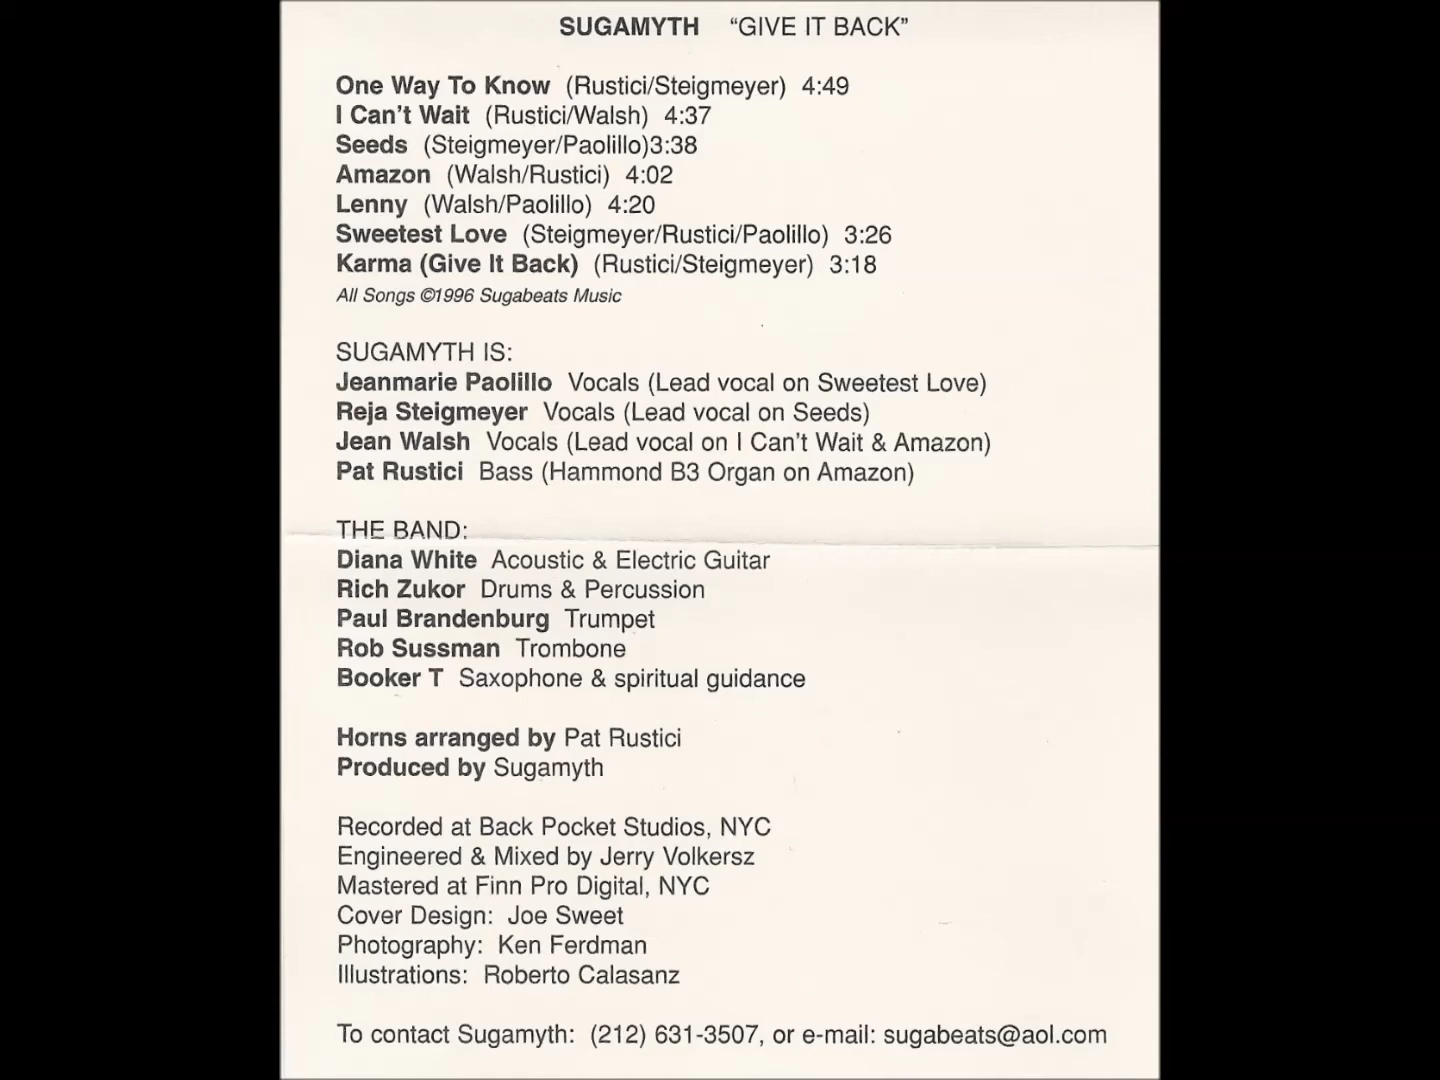 SUGAMYTH "GIVE IT BACK"
One Way To Know (Rustici/Steigmeyer) 4:49
I Can't Wait (Rustici/Walsh) 4:37
Seeds (Steigmeyer/Paolillo)3:38
Amazon (Walsh/Rustici) 4:02
Lenny (Walsh/Paolillo) 4:20
Sweetest Love (Steigmeyer/Rustici/Paolillo) 3:26
Karma (Give It Back) (Rustici/Steigmeyer) 3:18
All Songs ©1996 Sugabeats Music
SUGAMYTH IS:
Jeanmarie Paolillo Vocals (Lead vocal on Sweetest Love)
Reja Steigmeyer Vocals (Lead vocal on Seeds)
Jean Walsh Vocals (Lead vocal on I Can't Wait & Amazon)
Pat Rustici Bass (Hammond B3 Organ on Amazon)
THE BAND:
Diana White Acoustic & Electric Guitar
Rich Zukor Drums & Percussion
Paul Brandenburg Trumpet
Rob Sussman Trombone
Booker T Saxophone & spiritual guidance
Horns arranged by Pat Rustici
Produced by Sugamyth
Recorded at Back Pocket Studios, NYC
Engineered & Mixed by Jerry Volkersz
Mastered at Finn Pro Digital, NYC
Cover Design: Joe Sweet
Photography: Ken Ferdman
Illustrations: Roberto Calasanz
To contact Sugamyth: (212) 631-3507, or e-mail: sugabeats@aol.com